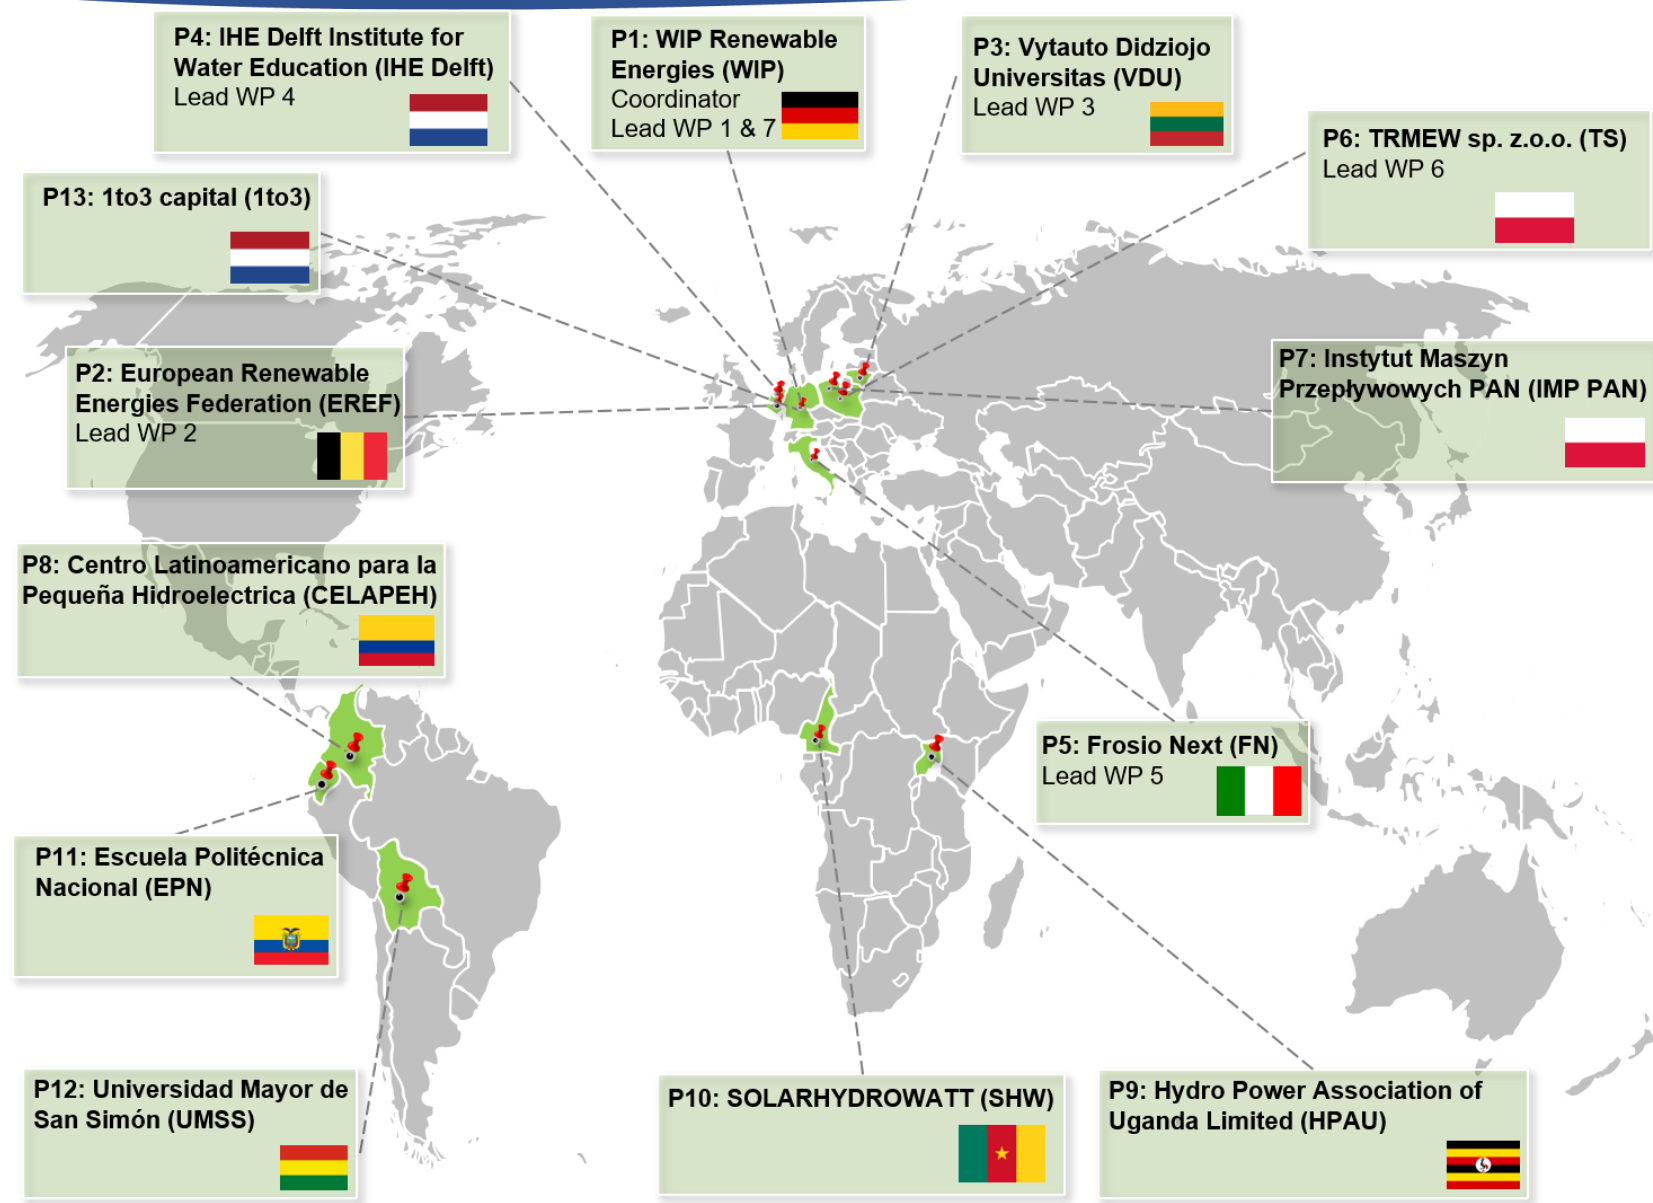 P4: IHE Delft Institute for
Water Education (IHE Delft)
Lead WP 4
P1: WIP Renewable
Energies (WIP)
Coordinator
Lead WP 1 & 7
P3: Vytauto Didziojo
Universitas (VDU)
Lead WP 3
P6: TRMEW sp. z.o.o. (TS)
Lead WP 6
P13: 1to3 capital (1to3)
P2: European Renewable
Energies Federation (EREF)
Lead WP 2
P7: Instytut Maszyn
Przepływowych PAN (IMP PAN)
P8: Centro Latinoamericano para la
Pequeña Hidroelectrica (CELAPEH)
P5: Frosio Next (FN)
Lead WP 5
P11: Escuela Politécnica
Nacional (EPN)
P12: Universidad Mayor de
San Simón (UMSS)
P10: SOLARHYDROWATT (SHW)
P9: Hydro Power Association of
Uganda Limited (HPAU)